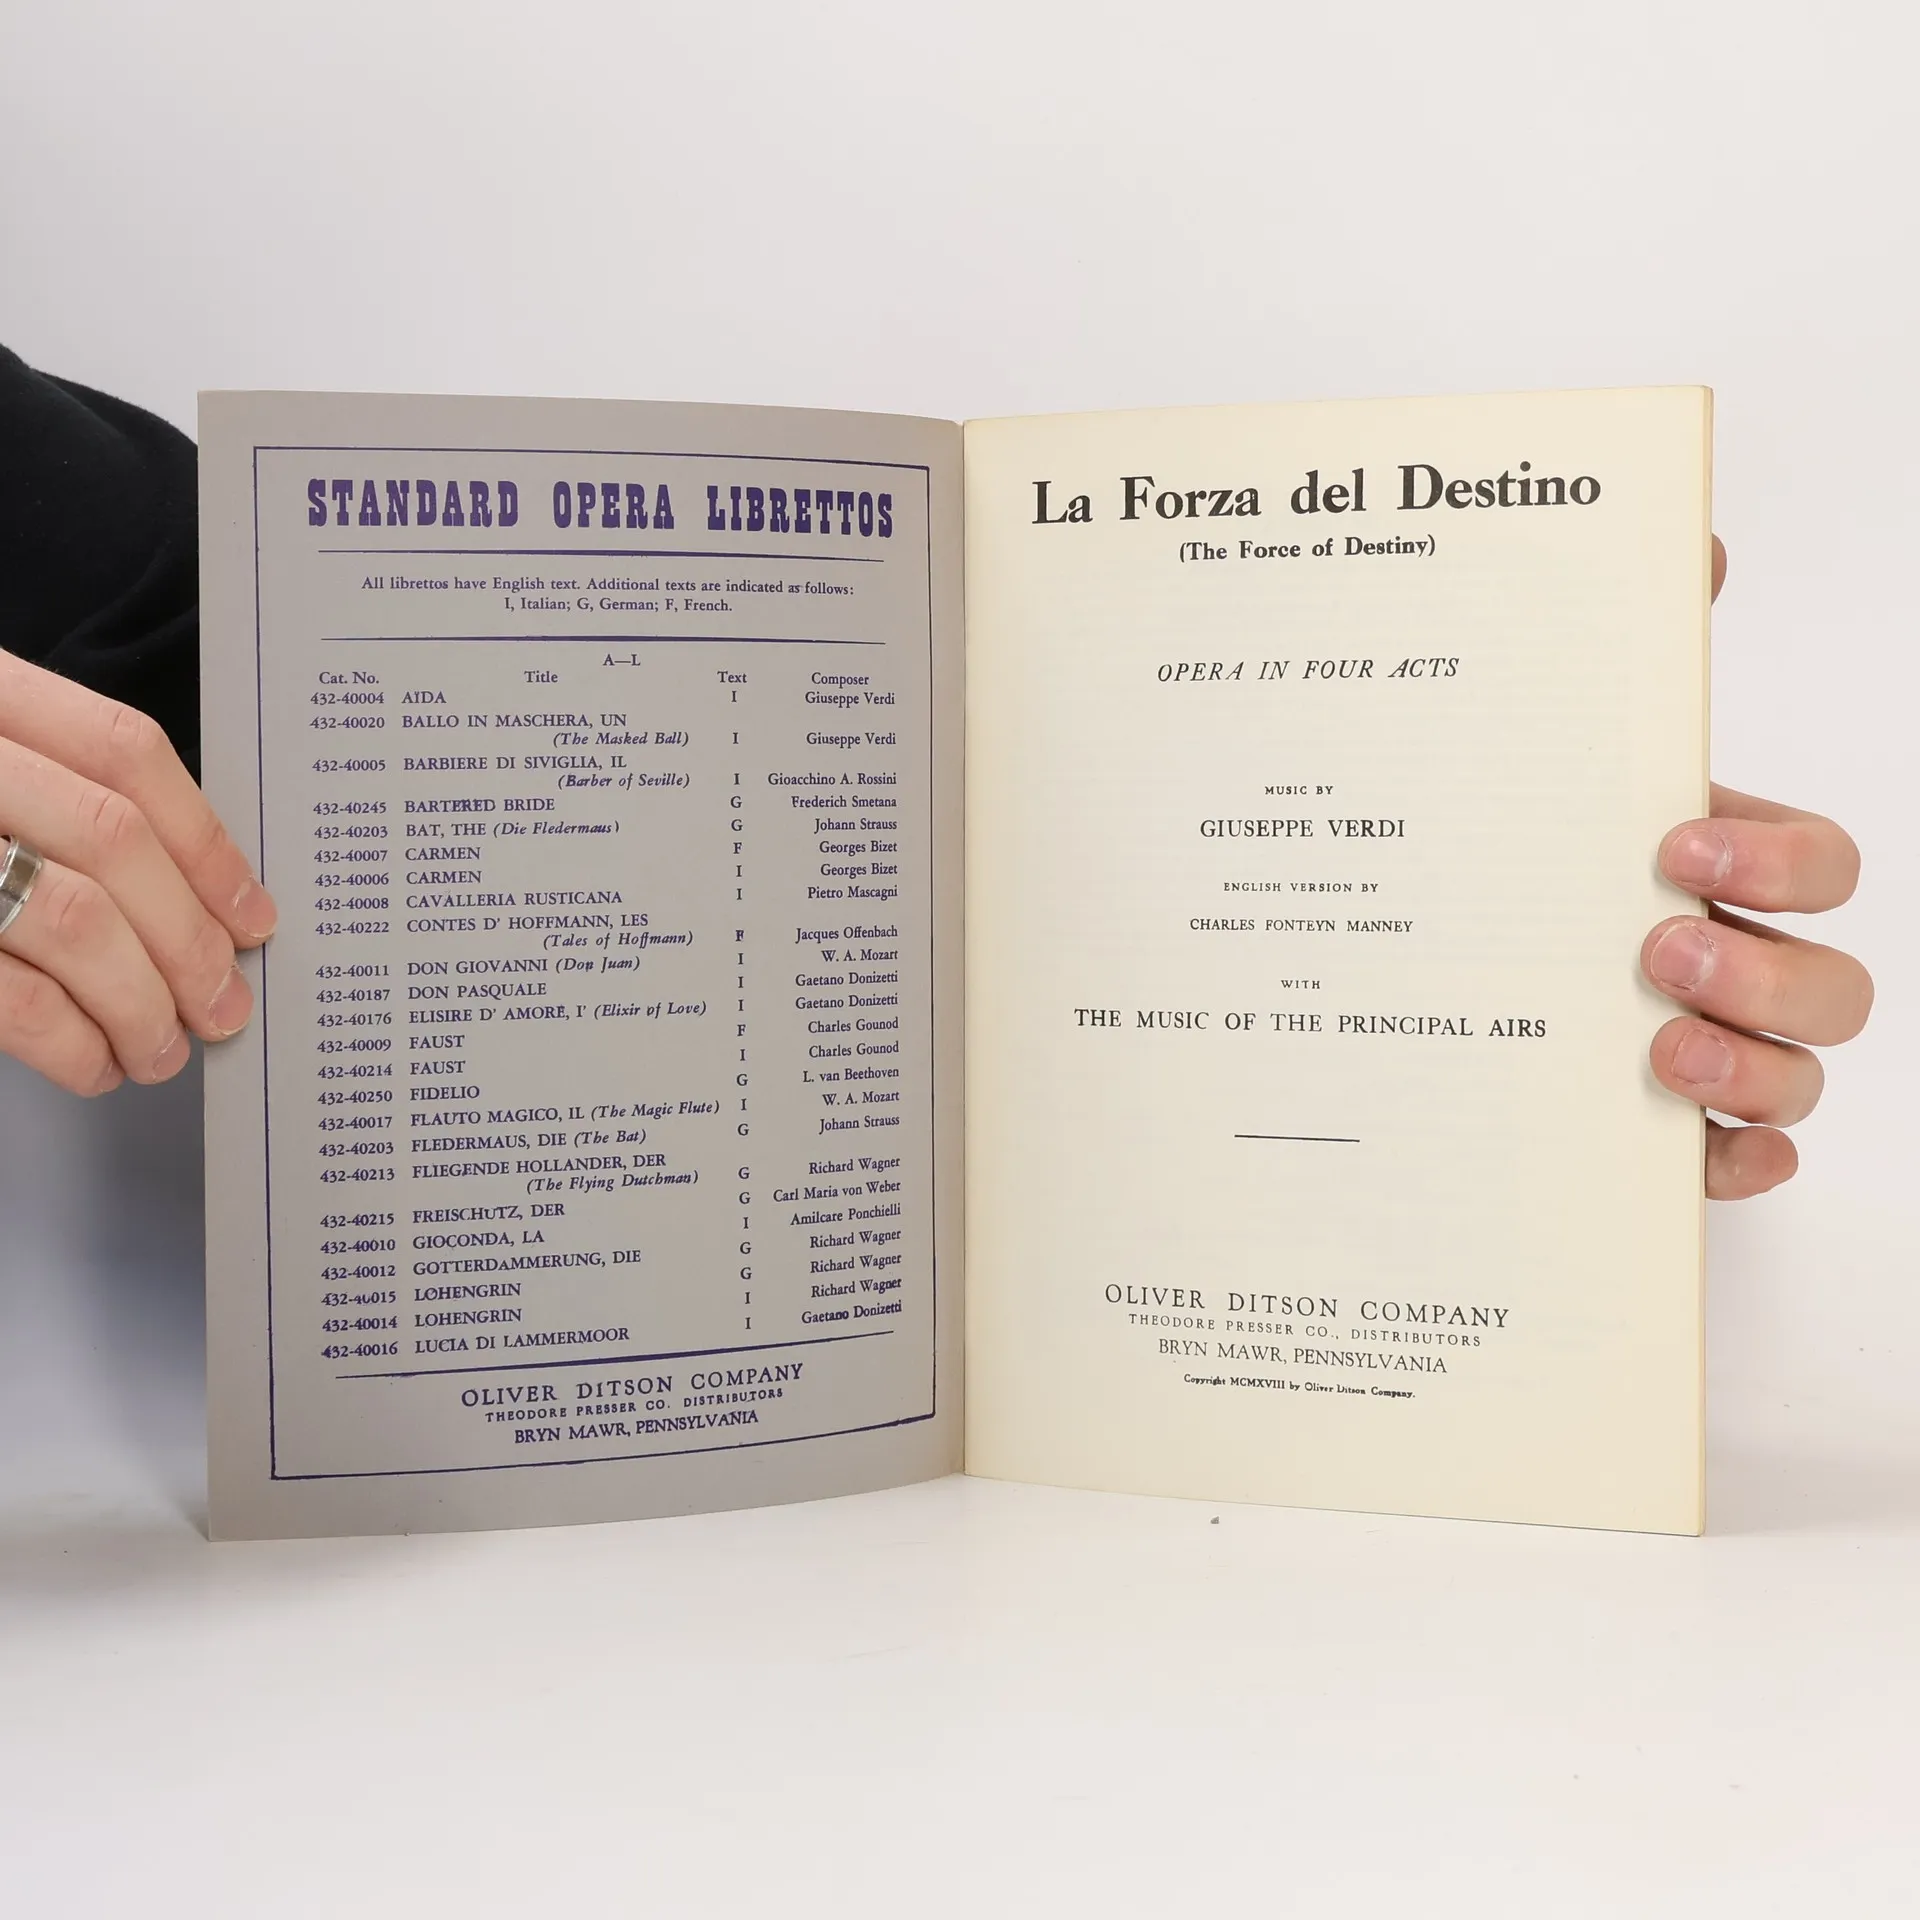 STANDARD OPERA LIBRETTOS
All librettos have English text. Additional texts are indicated as follows:
I, Italian; G, German; F, French.
A—L
Cat. No. Title Text Composer
432-40004 AÏDA I Giuseppe Verdi
432-40020 BALLO IN MASCHERA, UN
(The Masked Ball) I Giuseppe Verdi
432-40005 BARBIERE DI SIVIGLIA, IL
(Barber of Seville) I Gioacchino A. Rossini
432-40245 BARTERED BRIDE G Frederich Smetana
432-40203 BAT, THE (Die Fledermaus) G Johann Strauss
432-40007 CARMEN F Georges Bizet
432-40006 CARMEN I Georges Bizet
432-40008 CAVALLERIA RUSTICANA I Pietro Mascagni
432-40222 CONTES D' HOFFMANN, LES
(Tales of Hoffmann) F Jacques Offenbach
432-40011 DON GIOVANNI (Don Juan) I W. A. Mozart
432-40187 DON PASQUALE I Gaetano Donizetti
432-40176 ELISIRE D' AMORE, I' (Elixir of Love) I Gaetano Donizetti
432-40009 FAUST F Charles Gounod
432-40214 FAUST I Charles Gounod
432-40250 FIDELIO G L. van Beethoven
432-40017 FLAUTO MAGICO, IL (The Magic Flute) I W. A. Mozart
432-40203 FLEDERMAUS, DIE (The Bat) G Johann Strauss
432-40213 FLIEGENDE HOLLANDER, DER
(The Flying Dutchman) G Richard Wagner
432-40215 FREISCHUTZ, DER G Carl Maria von Weber
432-40010 GIOCONDA, LA I Amilcare Ponchielli
432-40012 GOTTERDAMMERUNG, DIE G Richard Wagner
432-40015 LOHENGRIN G Richard Wagner
432-40014 LOHENGRIN I Richard Wagner
432-40016 LUCIA DI LAMMERMOOR I Gaetano Donizetti
OLIVER DITSON COMPANY
THEODORE PRESSER CO. DISTRIBUTORS
BRYN MAWR, PENNSYLVANIA
La Forza del Destino
(The Force of Destiny)
OPERA IN FOUR ACTS
MUSIC BY
GIUSEPPE VERDI
ENGLISH VERSION BY
CHARLES FONTEYN MANNEY
WITH
THE MUSIC OF THE PRINCIPAL AIRS
OLIVER DITSON COMPANY
THEODORE PRESSER CO., DISTRIBUTORS
BRYN MAWR, PENNSYLVANIA
Copyright MCMXVIII by Oliver Ditson Company.